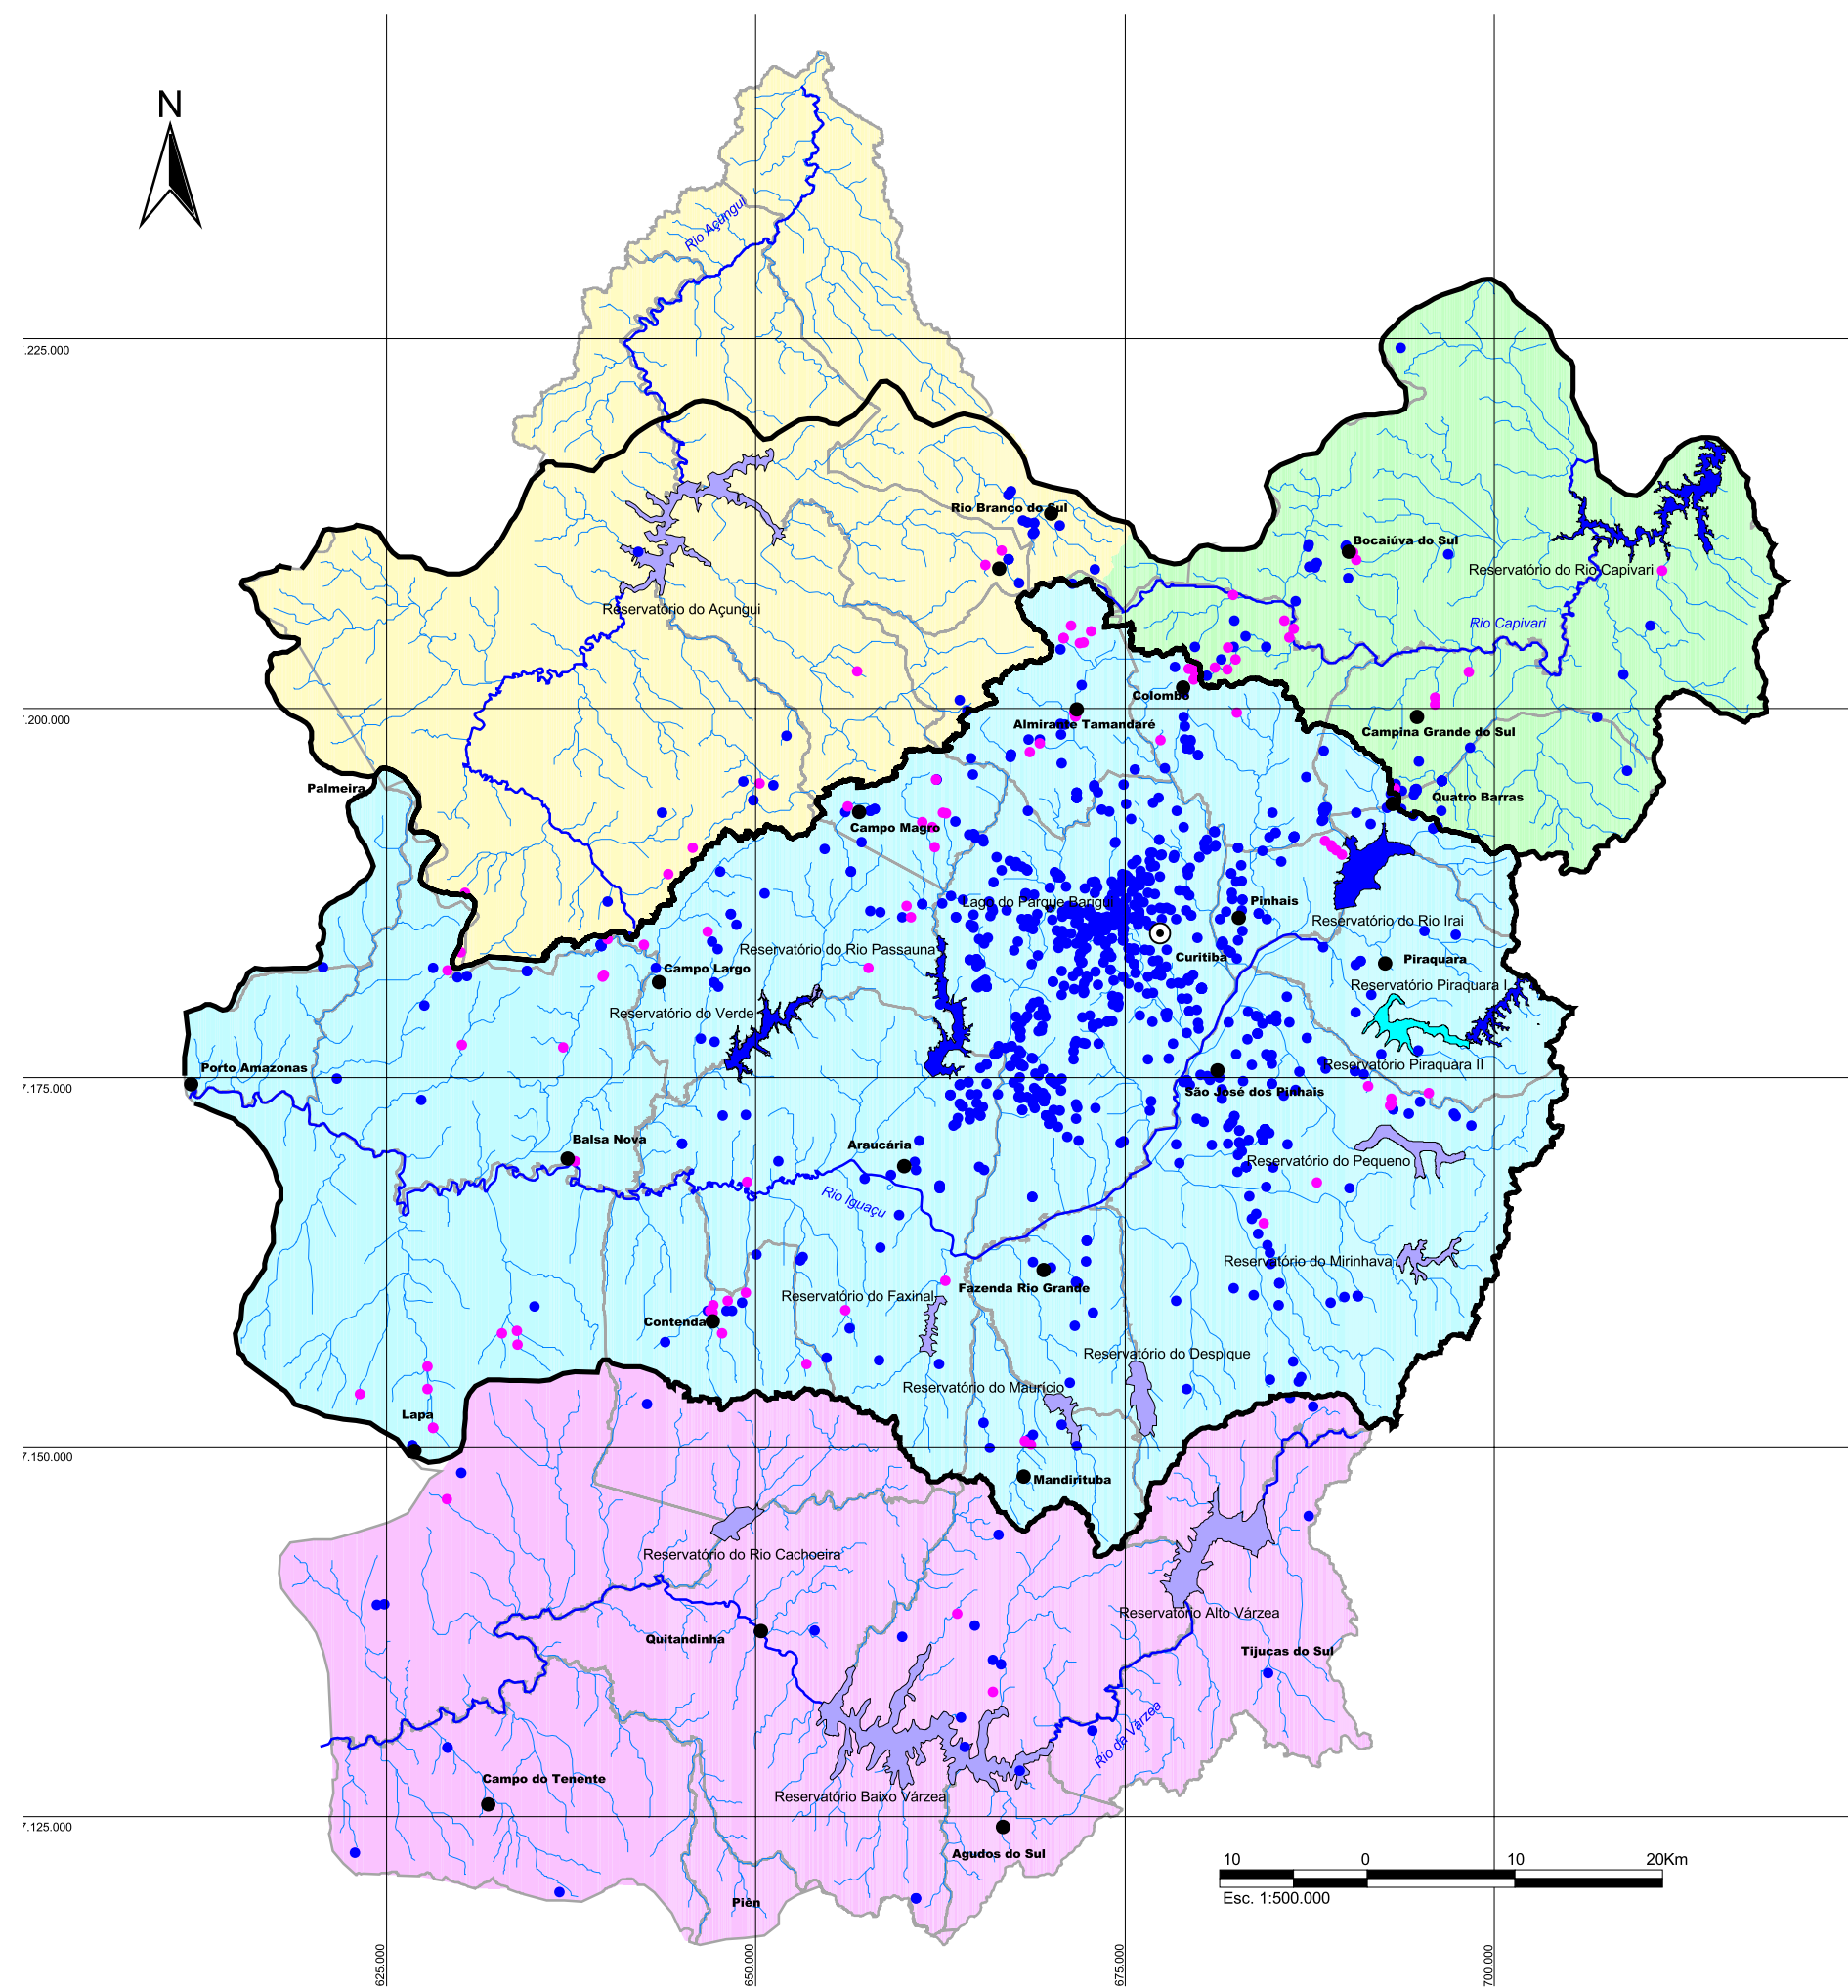 N
Rio Açungui
.225.000
Rio Branco do Sul
Bocaiúva do Sul
Reservatório do Rio Capivari
Reservatório do Açungui
Rio Capivari
Colombo
.200.000
Almirante Tamandaré
Campina Grande do Sul
Palmeira
Quatro Barras
Campo Magro
Lago do Parque Barigui
Pinhais
Reservatório do Rio Irai
Reservatório do Rio Passauna
Curitiba
Piraquara
Campo Largo
Reservatório Piraquara I
Reservatório do Verde
Reservatório Piraquara II
Porto Amazonas
7.175.000
São José dos Pinhais
Balsa Nova
Araucária
Reservatório do Pequeno
Rio Iguaçu
Reservatório do Mirinhava
Fazenda Rio Grande
Reservatório do Faxinal
Contenda
Reservatório do Despique
Reservatório do Maurício
Lapa
7.150.000
Mandirituba
Reservatório do Rio Cachoeira
Reservatório Alto Várzea
Quitandinha
Tijucas do Sul
Rio da Várzea
Campo do Tenente
Reservatório Baixo Várzea
7.125.000
Agudos do Sul
10 0 10 20Km
Esc. 1:500.000
Piên
625.000
650.000
675.000
700.000